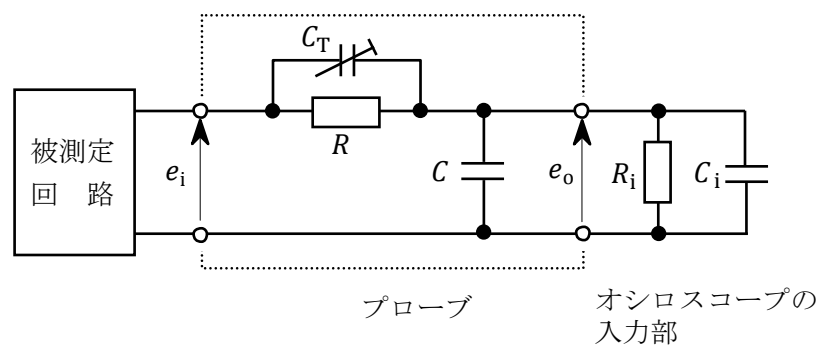 C_T
被測定
回 路
e_i
R
C
e_o
R_i
C_i
プローブ
オシロスコープの
入力部